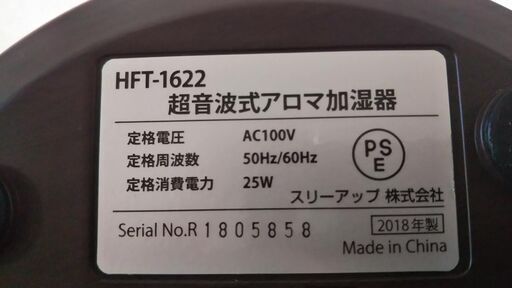 HFT-1622
超音波式アロマ加湿器
定格電圧 AC100V
定格周波数 50Hz/60Hz
定格消費電力 25W
PSE
スリーアップ 株式会社
Serial No.R 1805858
2018年製
Made in China